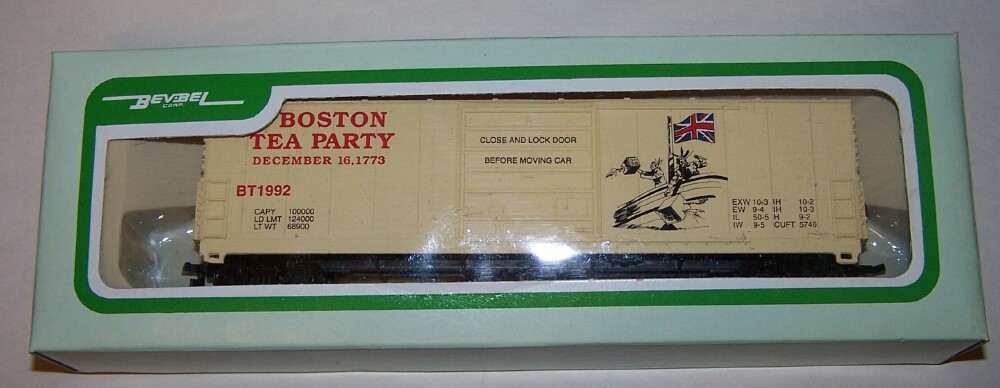 BEV-BEL
CORP.
BOSTON
TEA PARTY
DECEMBER 16, 1773
BT1992
CAPY 100000
LD LMT 124000
LT WT 68900
CLOSE AND LOCK DOOR
BEFORE MOVING CAR
EXW 10-3 IH 10-2
EW 9-4 IH 10-3
IL 50-5 H 9-2
IW 9-5 CUFT 5746